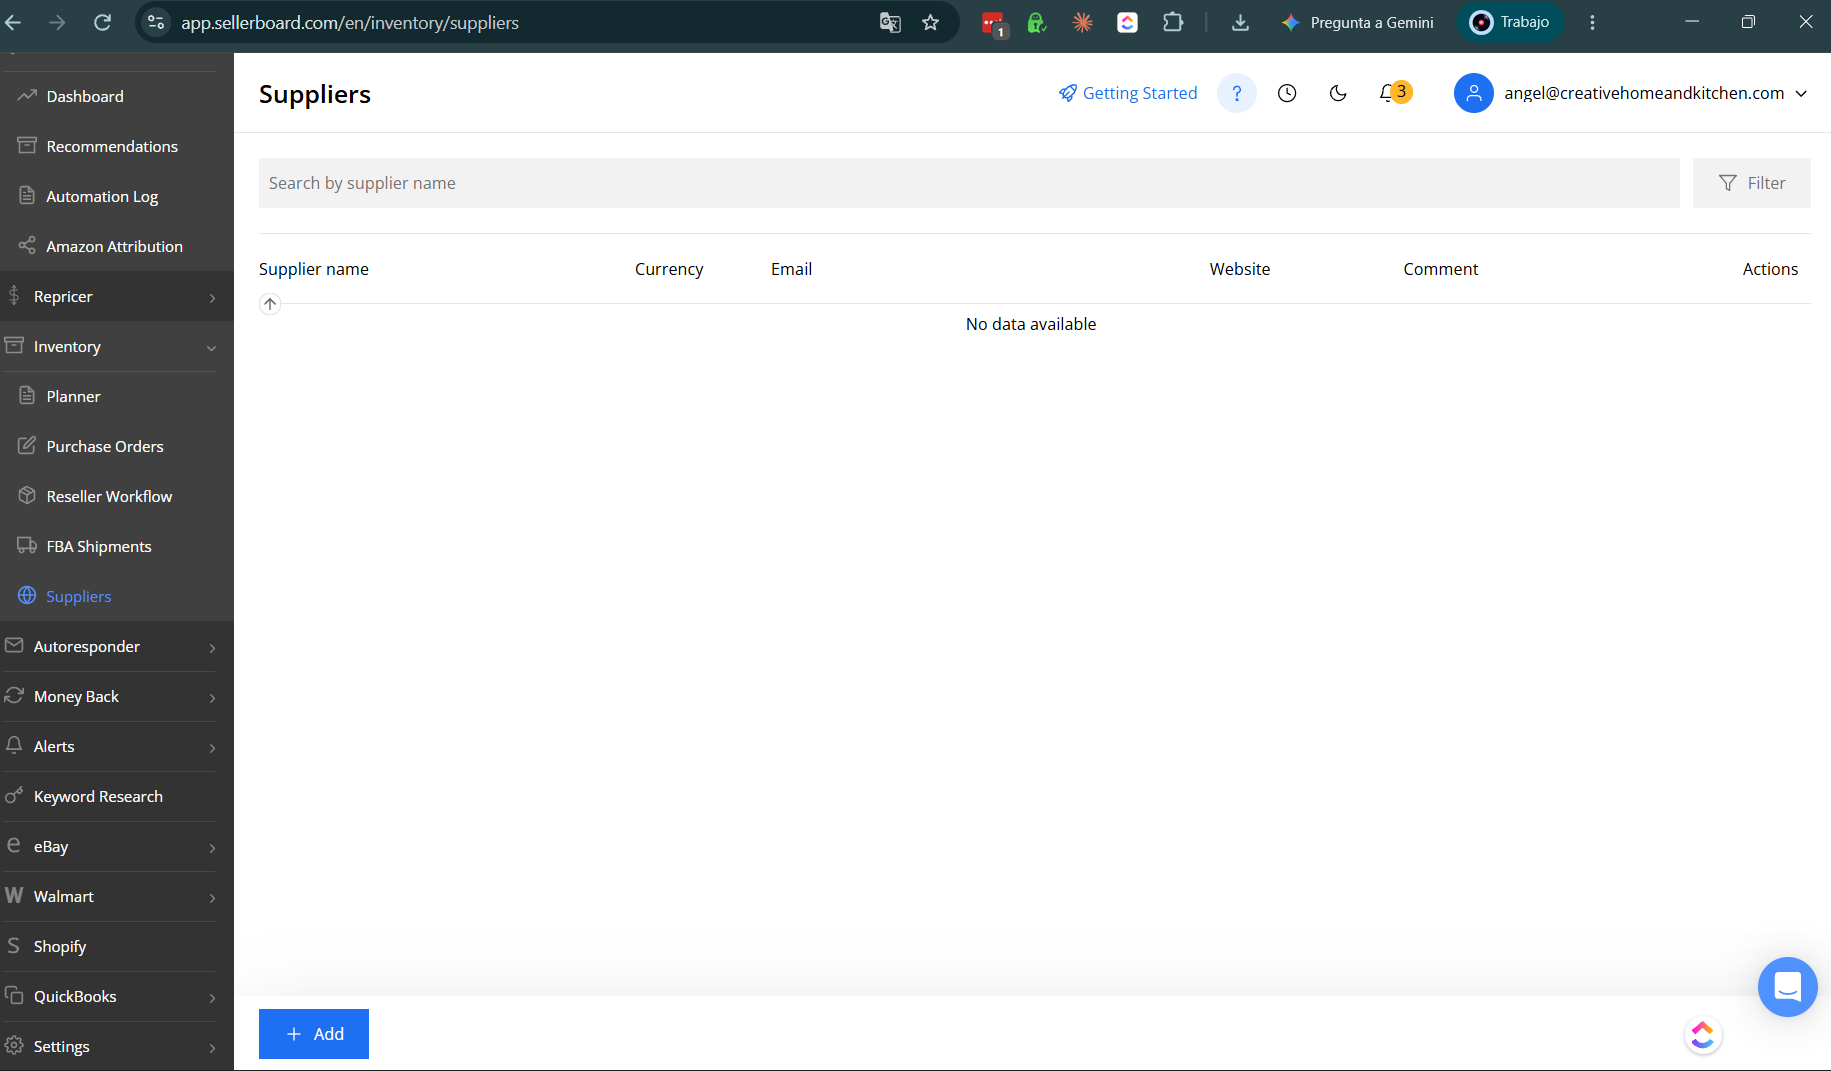 app.sellerboard.com/en/inventory/suppliers
1
Pregunta a Gemini
Trabajo
Dashboard
Recommendations
Automation Log
Amazon Attribution
Repricer
Inventory
Planner
Purchase Orders
Reseller Workflow
FBA Shipments
Suppliers
Autoresponder
Money Back
Alerts
Keyword Research
eBay
Walmart
Shopify
QuickBooks
Settings
Suppliers
Getting Started
?
3
angel@creativehomeandkitchen.com
Search by supplier name
Filter
Supplier name Currency Email Website Comment Actions
No data available
+ Add